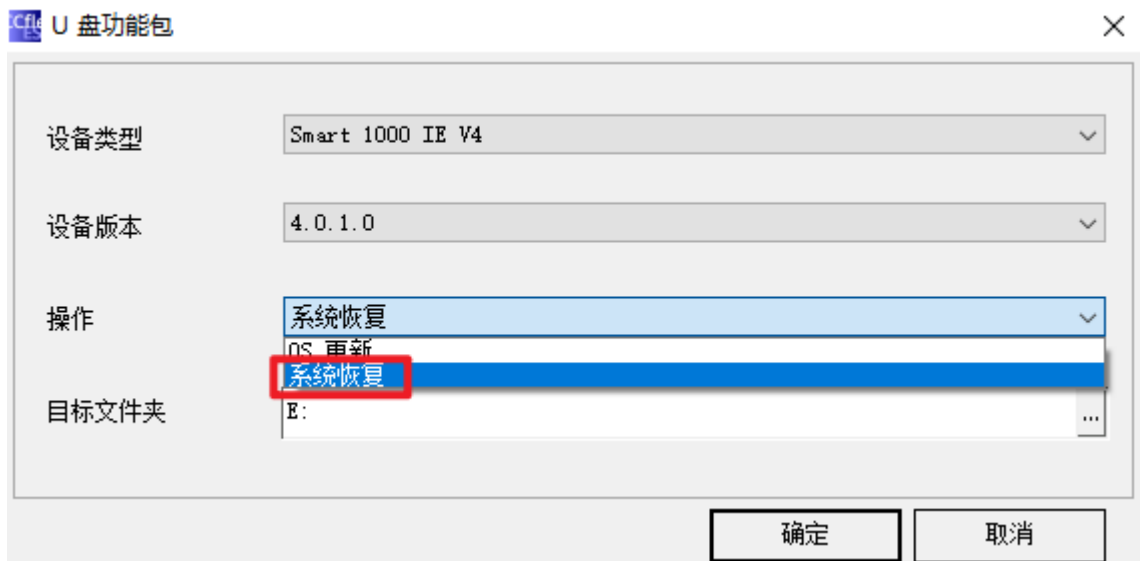 U 盘功能包
设备类型
Smart 1000 IE V4
设备版本
4.0.1.0
操作
系统恢复
OS 更新
系统恢复
目标文件夹
E:
...
确定
取消